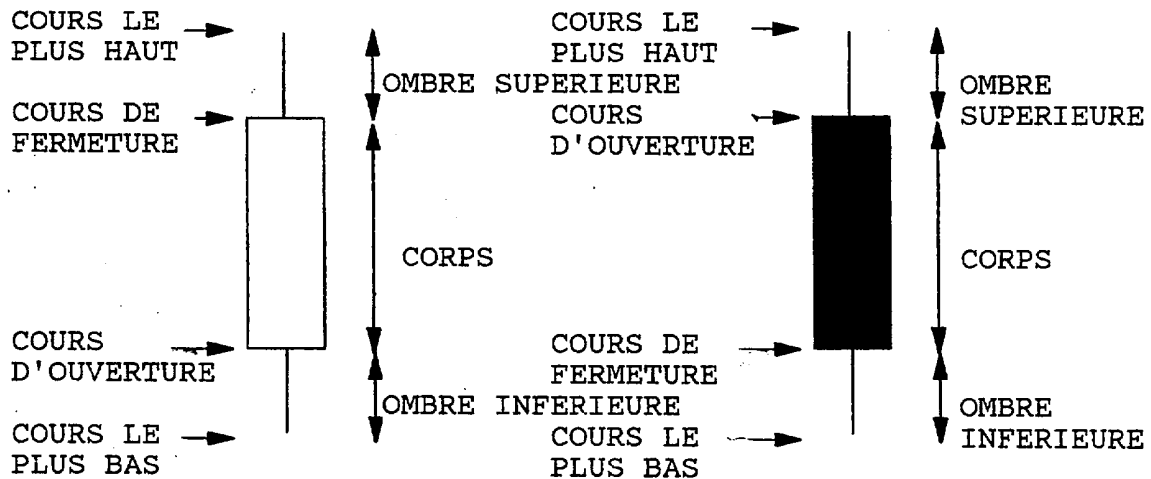 COURS LE
PLUS HAUT
OMBRE SUPERIEURE
COURS DE
FERMETURE
CORPS
COURS
D'OUVERTURE
OMBRE INFERIEURE
COURS LE
PLUS BAS
COURS LE
PLUS HAUT
OMBRE
SUPERIEURE
COURS
D'OUVERTURE
CORPS
COURS DE
FERMETURE
OMBRE
INFERIEURE
COURS LE
PLUS BAS